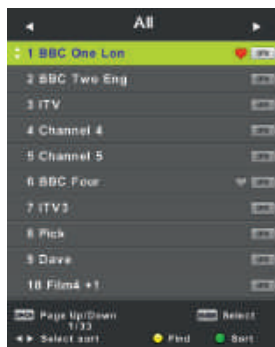 All
1 BBC One Lon
2 BBC Two Eng
3 ITV
4 Channel 4
5 Channel 5
6 BBC Four
7 ITV3
8 Pick
9 Dave
10 Film4 +1
Page Up/Down Select
1/33
Select sort Find Sort